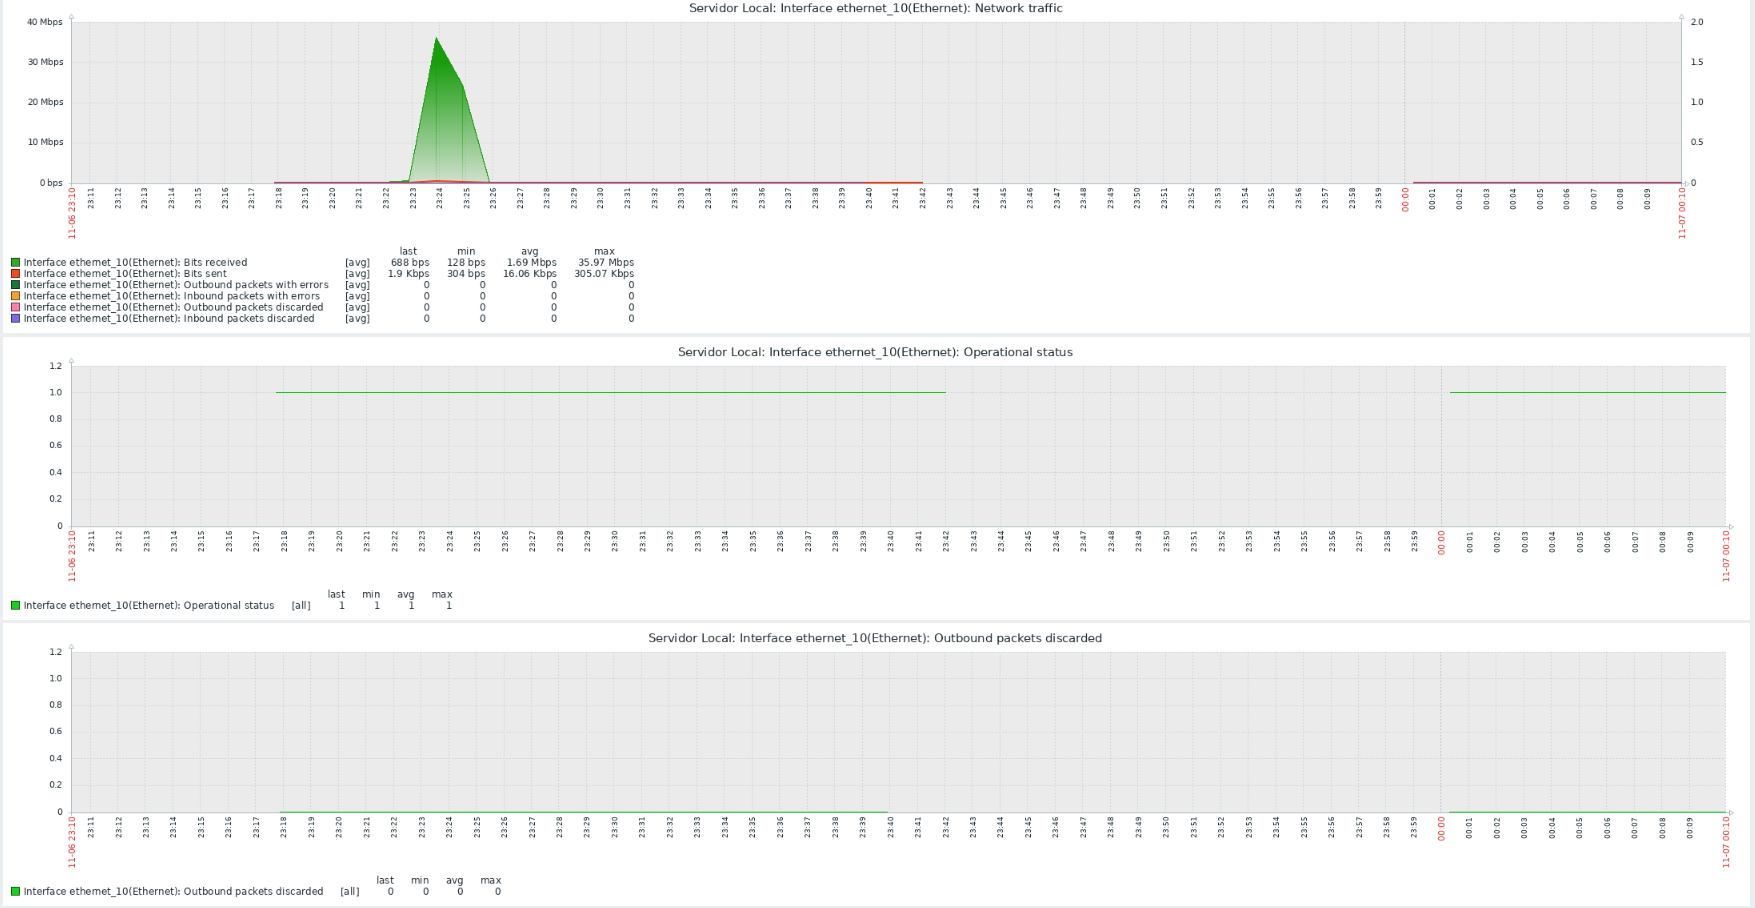 Servidor Local: Interface ethernet_10(Ethernet): Network traffic
40 Mbps 2.0
30 Mbps 1.5
20 Mbps 1.0
10 Mbps 0.5
0 bps 0
11-06 23:10 23:11 23:12 23:13 23:14 23:15 23:16 23:17 23:18 23:19 23:20 23:21 23:22 23:23 23:24 23:25 23:26 23:27 23:28 23:29 23:30 23:31 23:32 23:33 23:34 23:35 23:36 23:37 23:38 23:39 23:40 23:41 23:42 23:43 23:44 23:45 23:46 23:47 23:48 23:49 23:50 23:51 23:52 23:53 23:54 23:55 23:56 23:57 23:58 23:59 00:00 00:01 00:02 00:03 00:04 00:05 00:06 00:07 00:08 00:09 11-07 00:10
last min avg max
Interface ethernet_10(Ethernet): Bits received [avg] 688 bps 128 bps 1.69 Mbps 35.97 Mbps
Interface ethernet_10(Ethernet): Bits sent [avg] 1.9 Kbps 304 bps 16.06 Kbps 305.07 Kbps
Interface ethernet_10(Ethernet): Outbound packets with errors [avg] 0 0 0 0
Interface ethernet_10(Ethernet): Inbound packets with errors [avg] 0 0 0 0
Interface ethernet_10(Ethernet): Outbound packets discarded [avg] 0 0 0 0
Interface ethernet_10(Ethernet): Inbound packets discarded [avg] 0 0 0 0
Servidor Local: Interface ethernet_10(Ethernet): Operational status
1.2
1.0
0.8
0.6
0.4
0.2
0
11-06 23:10 23:11 23:12 23:13 23:14 23:15 23:16 23:17 23:18 23:19 23:20 23:21 23:22 23:23 23:24 23:25 23:26 23:27 23:28 23:29 23:30 23:31 23:32 23:33 23:34 23:35 23:36 23:37 23:38 23:39 23:40 23:41 23:42 23:43 23:44 23:45 23:46 23:47 23:48 23:49 23:50 23:51 23:52 23:53 23:54 23:55 23:56 23:57 23:58 23:59 00:00 00:01 00:02 00:03 00:04 00:05 00:06 00:07 00:08 00:09 11-07 00:10
last min avg max
Interface ethernet_10(Ethernet): Operational status [all] 1 1 1 1
Servidor Local: Interface ethernet_10(Ethernet): Outbound packets discarded
1.2
1.0
0.8
0.6
0.4
0.2
0
11-06 23:10 23:11 23:12 23:13 23:14 23:15 23:16 23:17 23:18 23:19 23:20 23:21 23:22 23:23 23:24 23:25 23:26 23:27 23:28 23:29 23:30 23:31 23:32 23:33 23:34 23:35 23:36 23:37 23:38 23:39 23:40 23:41 23:42 23:43 23:44 23:45 23:46 23:47 23:48 23:49 23:50 23:51 23:52 23:53 23:54 23:55 23:56 23:57 23:58 23:59 00:00 00:01 00:02 00:03 00:04 00:05 00:06 00:07 00:08 00:09 11-07 00:10
last min avg max
Interface ethernet_10(Ethernet): Outbound packets discarded [all] 0 0 0 0